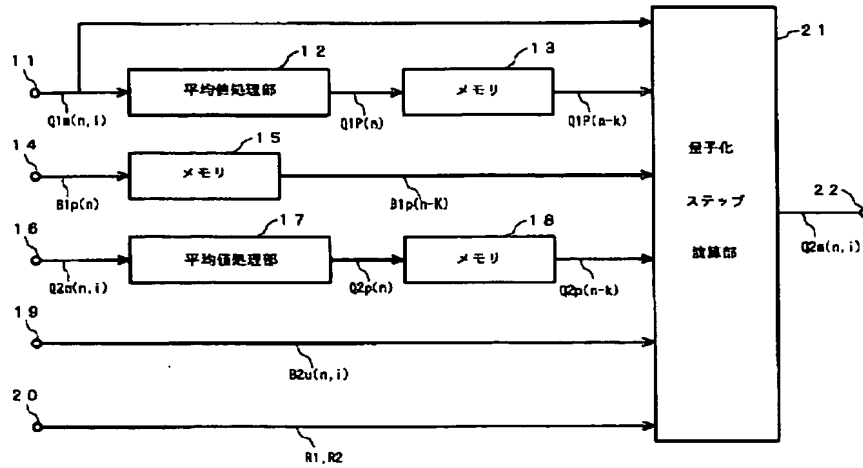 11
12
平均値処理部
13
メモリ
21
Q1m(n,i)
Q1P(n)
Q1P(n-k)
14
15
メモリ
B1p(n)
B1p(n-K)
量子化
ステップ
演算部
22
Q2m(n,i)
16
17
平均値処理部
18
メモリ
Q2m(n,i)
Q2p(n)
Q2p(n-k)
19
B2u(n,i)
20
R1,R2